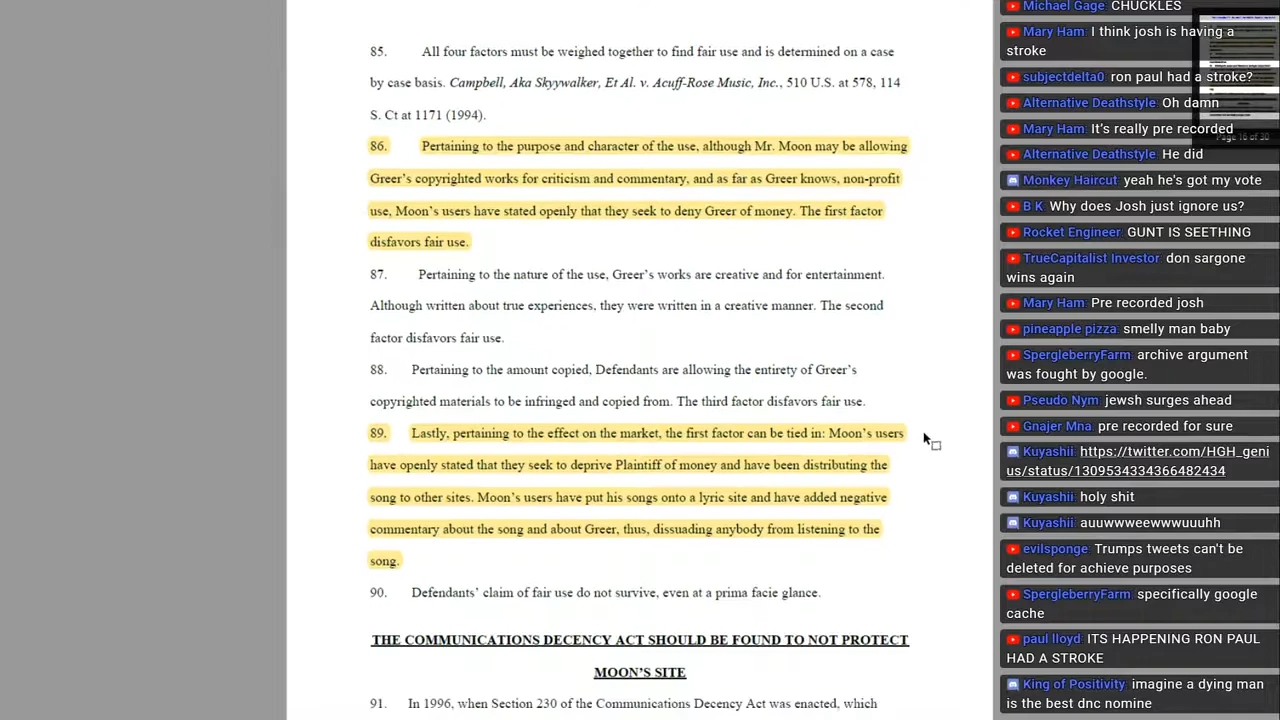 85. All four factors must be weighed together to find fair use and is determined on a case
by case basis. Campbell, Aka Skyywalker, Et Al. v. Acuff-Rose Music, Inc., 510 U.S. at 578, 114
S. Ct at 1171 (1994).
86. Pertaining to the purpose and character of the use, although Mr. Moon may be allowing
Greer’s copyrighted works for criticism and commentary, and as far as Greer knows, non-profit
use, Moon’s users have stated openly that they seek to deny Greer of money. The first factor
disfavors fair use.
87. Pertaining to the nature of the use, Greer’s works are creative and for entertainment.
Although written about true experiences, they were written in a creative manner. The second
factor disfavors fair use.
88. Pertaining to the amount copied, Defendants are allowing the entirety of Greer’s
copyrighted materials to be infringed and copied from. The third factor disfavors fair use.
89. Lastly, pertaining to the effect on the market, the first factor can be tied in: Moon’s users
have openly stated that they seek to deprive Plaintiff of money and have been distributing the
song to other sites. Moon’s users have put his songs onto a lyric site and have added negative
commentary about the song and about Greer, thus, dissuading anybody from listening to the
song.
90. Defendants’ claim of fair use do not survive, even at a prima facie glance.
THE COMMUNICATIONS DECENCY ACT SHOULD BE FOUND TO NOT PROTECT
MOON’S SITE
91. In 1996, when Section 230 of the Communications Decency Act was enacted, which
Michael Gage: CHUCKLES
Mary Ham: I think josh is having a
stroke
subjectdelta0: ron paul had a stroke?
Alternative Deathstyle: Oh damn
Mary Ham: It's really pre recorded
Page 16 of 30
Alternative Deathstyle: He did
Monkey Haircut: yeah he's got my vote
B K: Why does Josh just ignore us?
Rocket Engineer: GUNT IS SEETHING
TrueCapitalist Investor: don sargone
wins again
Mary Ham: Pre recorded josh
pineapple pizza: smelly man baby
SpergleberryFarm: archive argument
was fought by google.
Pseudo Nym: jewsh surges ahead
Gnajer Mna: pre recorded for sure
Kuyashii: https://twitter.com/HGH_geni
us/status/1309534334366482434
Kuyashii: holy shit
Kuyashii: auuwwweewwwuuuhh
evilsponge: Trumps tweets can't be
deleted for achieve purposes
SpergleberryFarm: specifically google
cache
paul lloyd: ITS HAPPENING RON PAUL
HAD A STROKE
King of Positivity: imagine a dying man
is the best dnc nomine